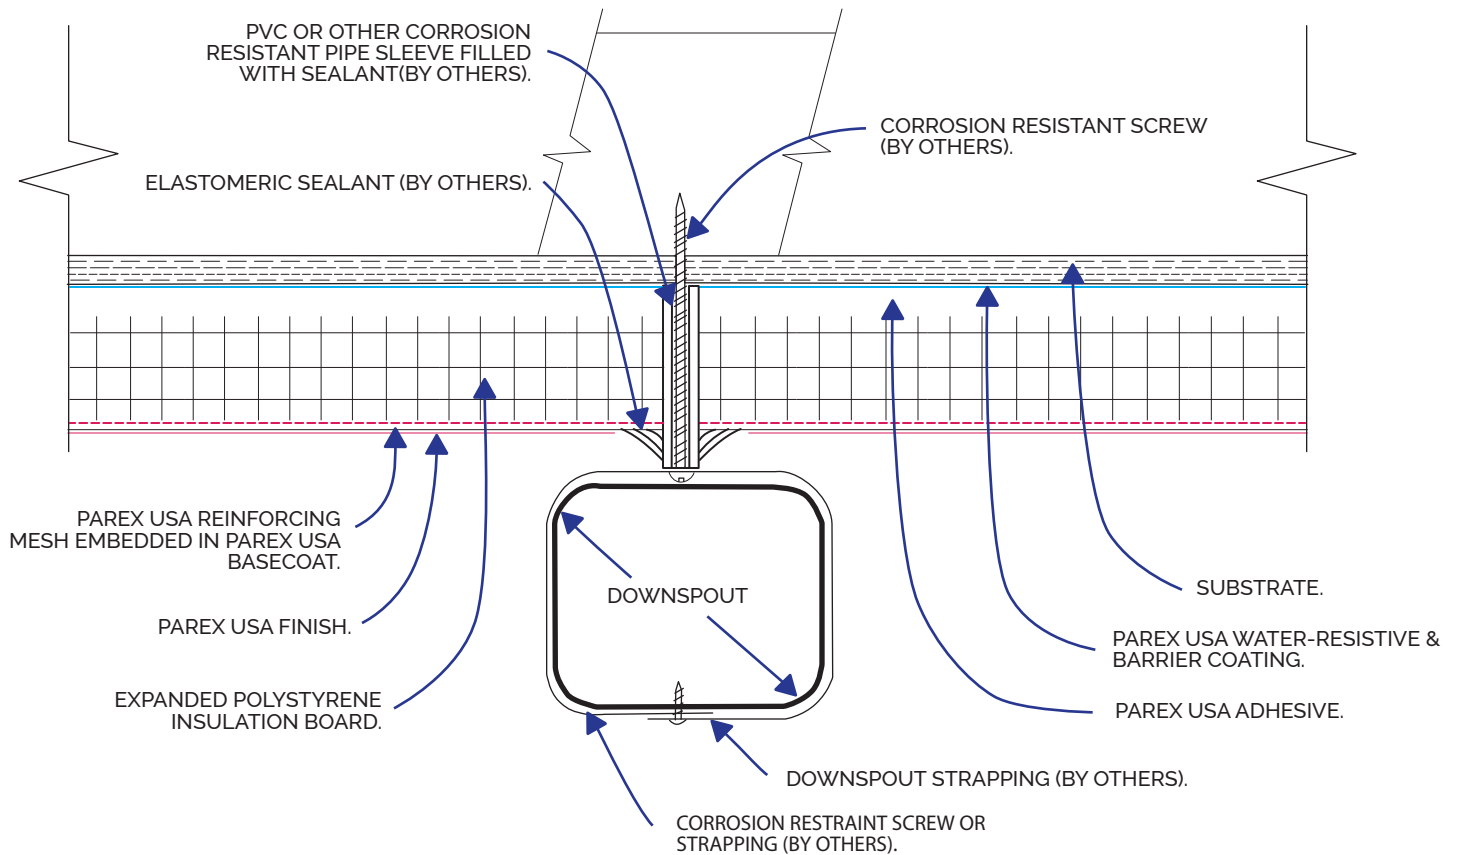 PVC OR OTHER CORROSION
RESISTANT PIPE SLEEVE FILLED
WITH SEALANT(BY OTHERS).
CORROSION RESISTANT SCREW
(BY OTHERS).
ELASTOMERIC SEALANT (BY OTHERS).
PAREX USA REINFORCING
MESH EMBEDDED IN PAREX USA
BASECOAT.
PAREX USA FINISH.
EXPANDED POLYSTYRENE
INSULATION BOARD.
DOWNSPOUT
SUBSTRATE.
PAREX USA WATER-RESISTIVE &
BARRIER COATING.
PAREX USA ADHESIVE.
DOWNSPOUT STRAPPING (BY OTHERS).
CORROSION RESTRAINT SCREW OR
STRAPPING (BY OTHERS).